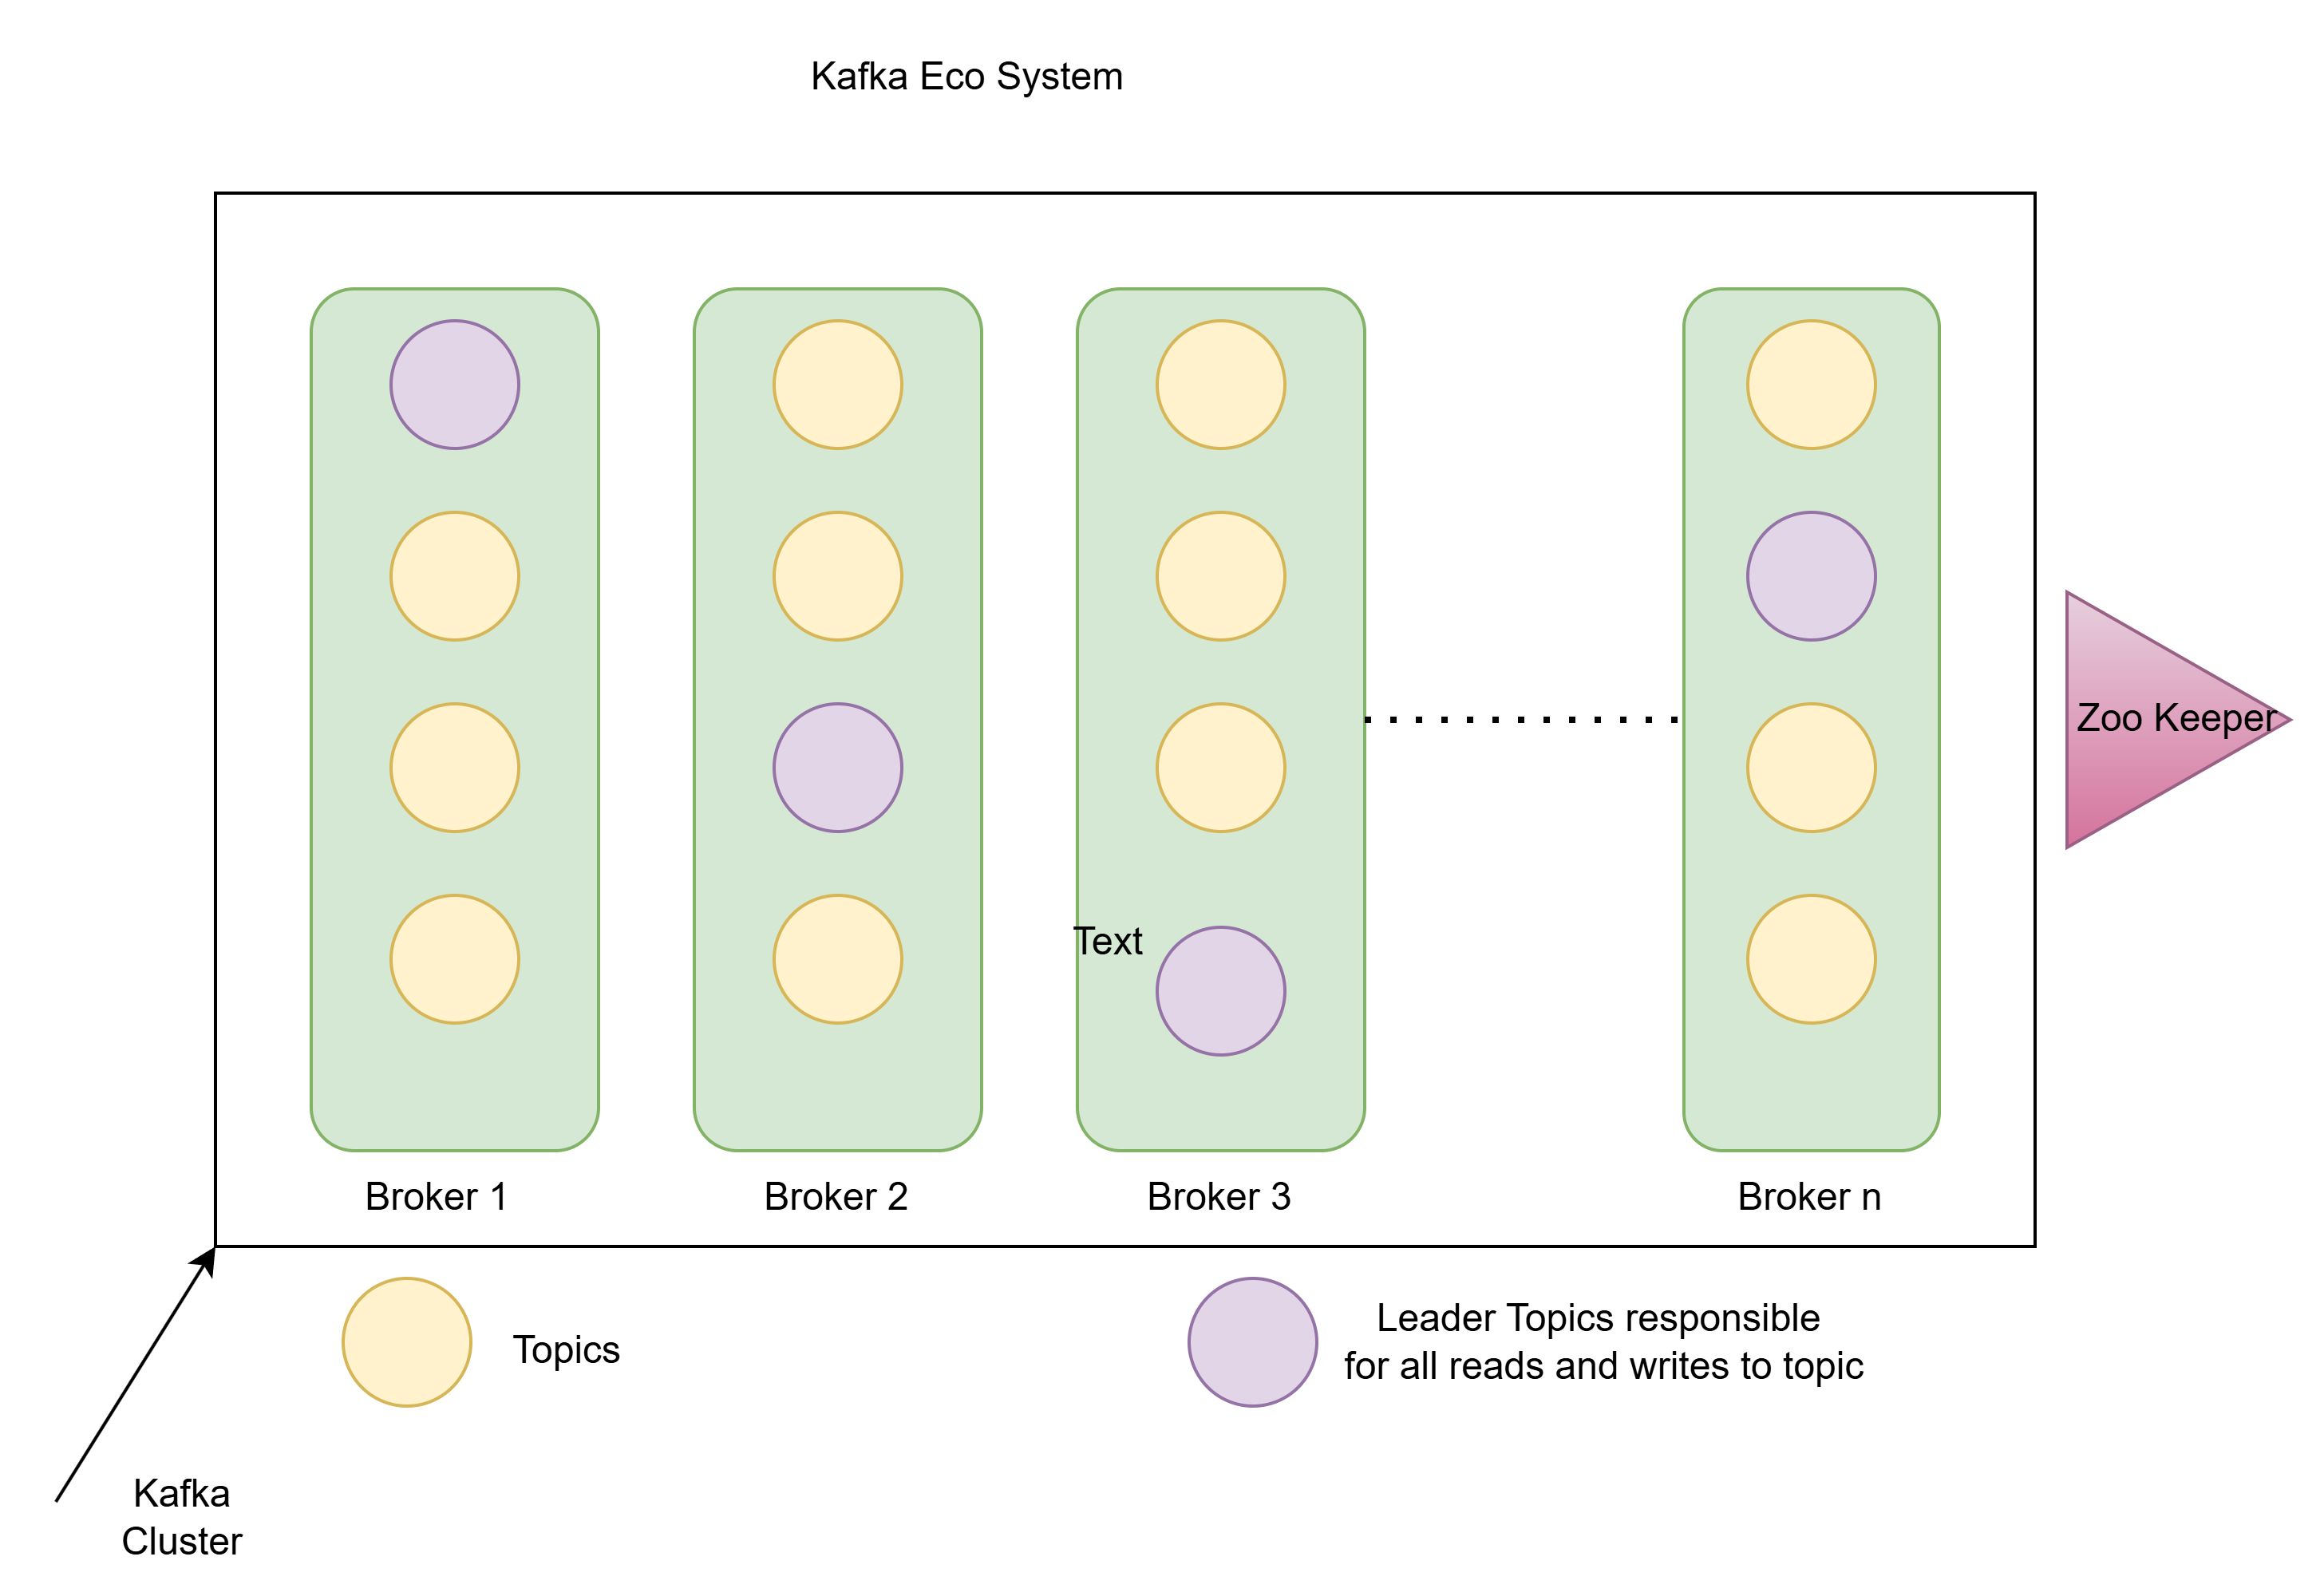 Kafka Eco System
Zoo Keeper
Text
Broker 1
Broker 2
Broker 3
Broker n
Topics
Leader Topics responsible
for all reads and writes to topic
Kafka
Cluster